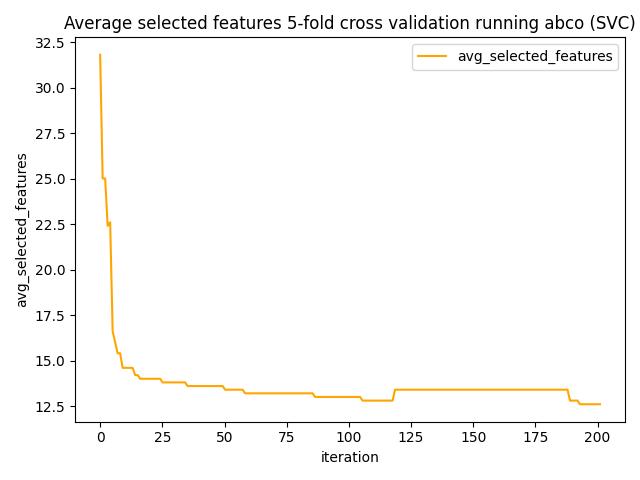 Average selected features 5-fold cross validation running abco (SVC)
avg_selected_features
avg_selected_features
32.5
30.0
27.5
25.0
22.5
20.0
17.5
15.0
12.5
0 25 50 75 100 125 150 175 200
iteration